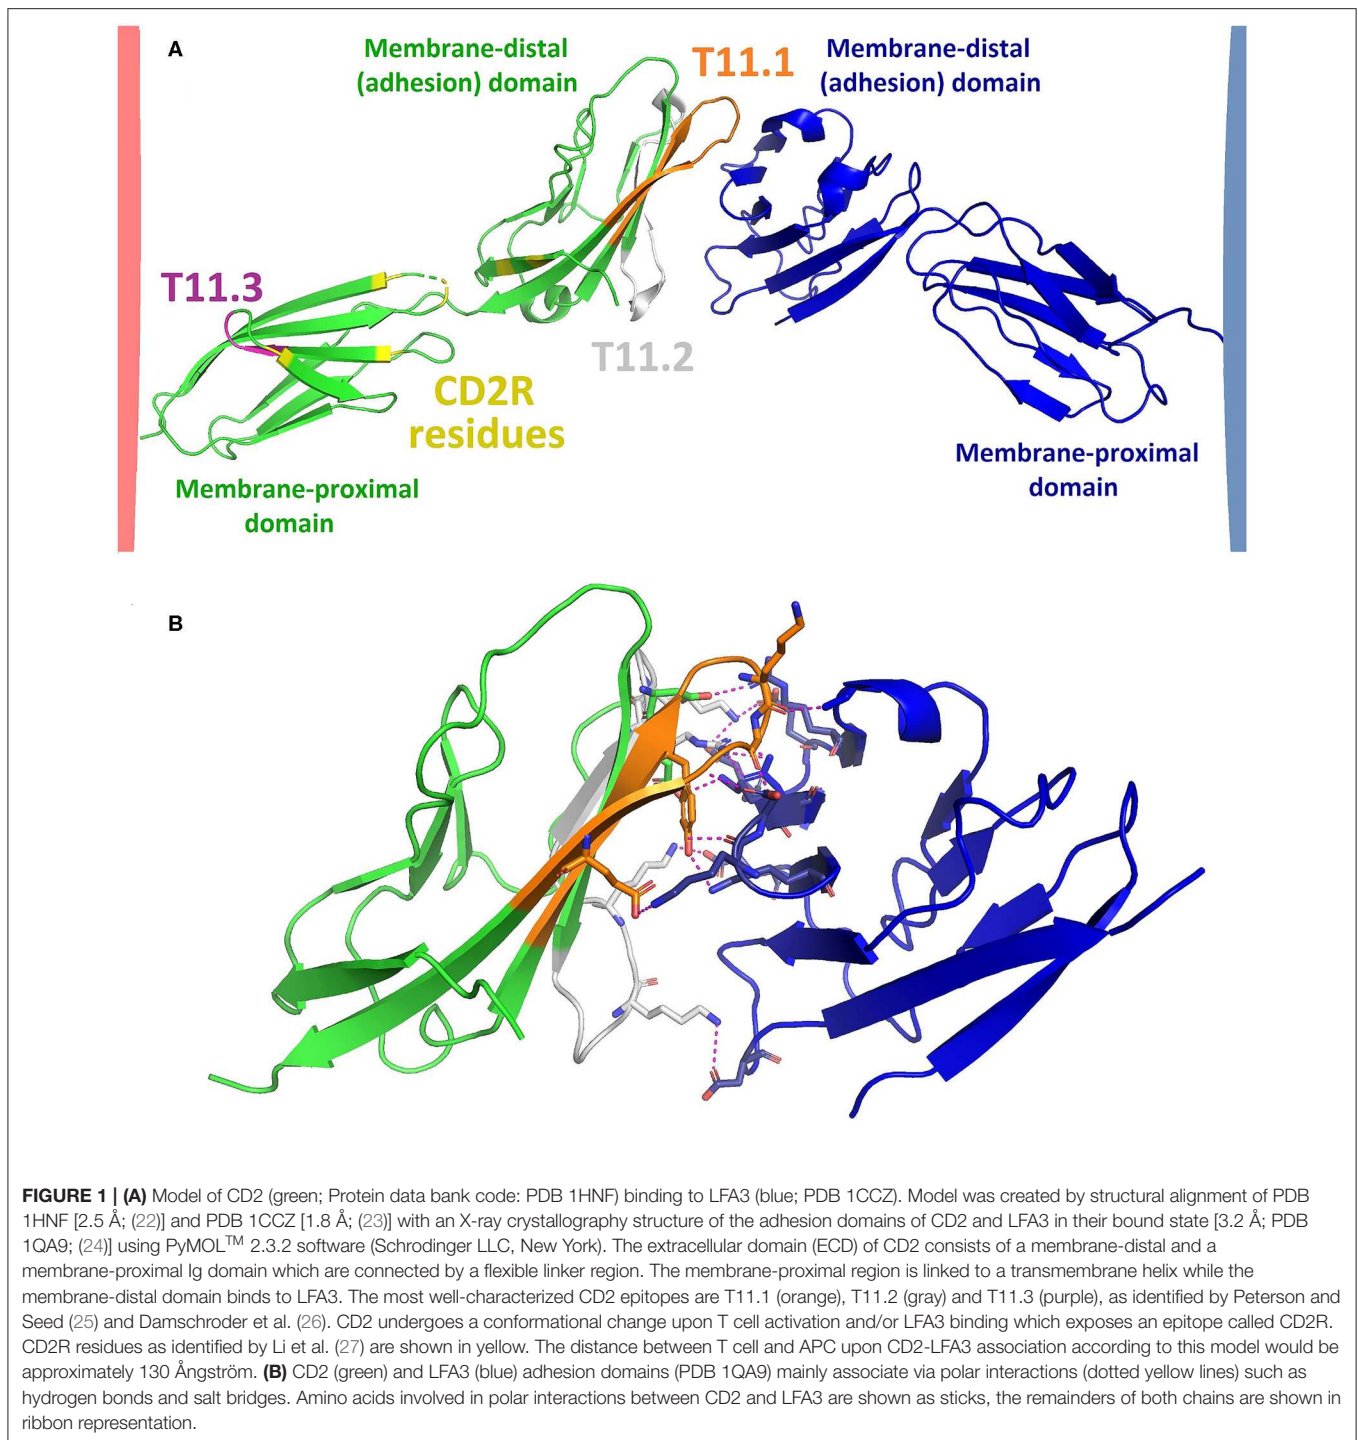 A
Membrane-distal
(adhesion) domain
T11.1
Membrane-distal
(adhesion) domain
T11.3
T11.2
CD2R
residues
Membrane-proximal
domain
Membrane-proximal
domain
B
FIGURE 1 | (A) Model of CD2 (green; Protein data bank code: PDB 1HNF) binding to LFA3 (blue; PDB 1CCZ). Model was created by structural alignment of PDB
1HNF [2.5 Å; (22)] and PDB 1CCZ [1.8 Å; (23)] with an X-ray crystallography structure of the adhesion domains of CD2 and LFA3 in their bound state [3.2 Å; PDB
1QA9; (24)] using PyMOL™ 2.3.2 software (Schrodinger LLC, New York). The extracellular domain (ECD) of CD2 consists of a membrane-distal and a
membrane-proximal Ig domain which are connected by a flexible linker region. The membrane-proximal region is linked to a transmembrane helix while the
membrane-distal domain binds to LFA3. The most well-characterized CD2 epitopes are T11.1 (orange), T11.2 (gray) and T11.3 (purple), as identified by Peterson and
Seed (25) and Damschroder et al. (26). CD2 undergoes a conformational change upon T cell activation and/or LFA3 binding which exposes an epitope called CD2R.
CD2R residues as identified by Li et al. (27) are shown in yellow. The distance between T cell and APC upon CD2-LFA3 association according to this model would be
approximately 130 Ångström. (B) CD2 (green) and LFA3 (blue) adhesion domains (PDB 1QA9) mainly associate via polar interactions (dotted yellow lines) such as
hydrogen bonds and salt bridges. Amino acids involved in polar interactions between CD2 and LFA3 are shown as sticks, the remainders of both chains are shown in
ribbon representation.